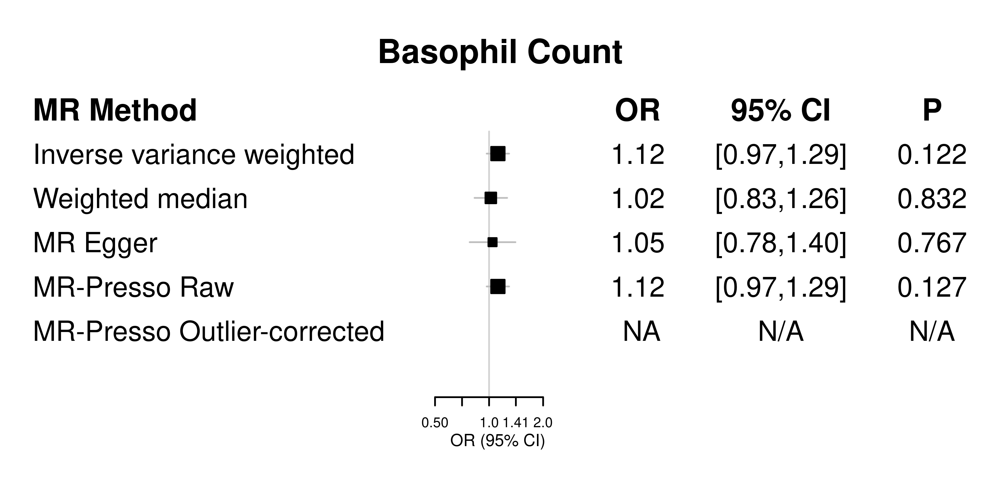 Basophil Count
MR Method OR 95% CI P
Inverse variance weighted 1.12 [0.97,1.29] 0.122
Weighted median 1.02 [0.83,1.26] 0.832
MR Egger 1.05 [0.78,1.40] 0.767
MR-Presso Raw 1.12 [0.97,1.29] 0.127
MR-Presso Outlier-corrected NA N/A N/A
0.50 1.0 1.41 2.0
OR (95% CI)